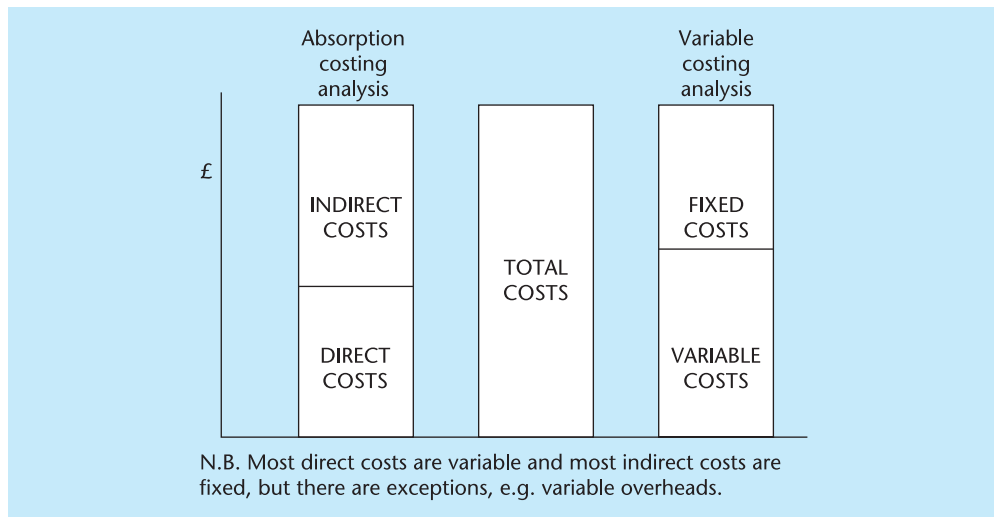 Absorption
costing
analysis
Variable
costing
analysis
£
INDIRECT
COSTS
DIRECT
COSTS
TOTAL
COSTS
FIXED
COSTS
VARIABLE
COSTS
N.B. Most direct costs are variable and most indirect costs are
fixed, but there are exceptions, e.g. variable overheads.